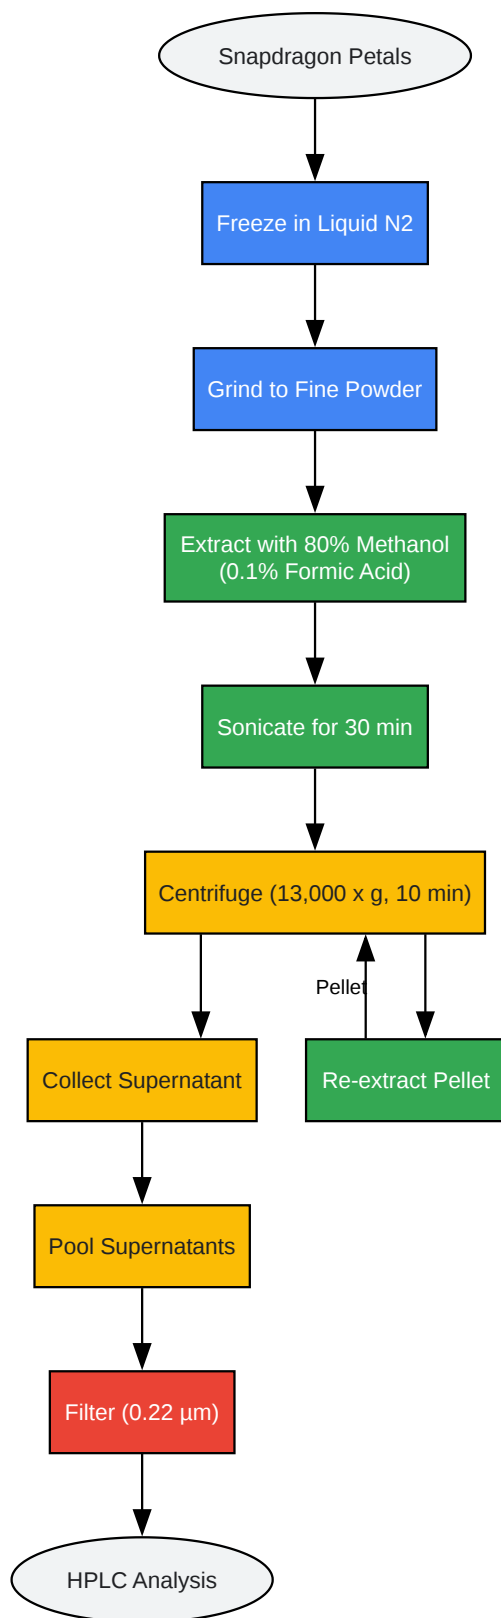 Snapdragon Petals
Freeze in Liquid N2
Grind to Fine Powder
Extract with 80% Methanol
(0.1% Formic Acid)
Sonicate for 30 min
Centrifuge (13,000 x g, 10 min)
Pellet
Collect Supernatant
Re-extract Pellet
Pool Supernatants
Filter (0.22 µm)
HPLC Analysis